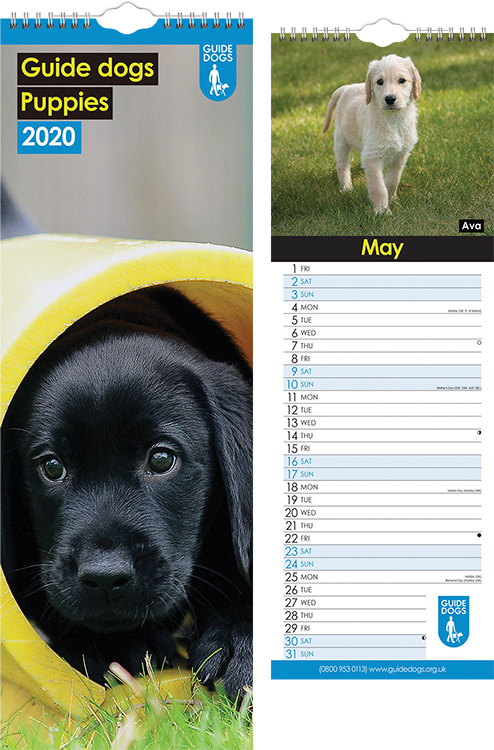 Guide dogs
Puppies
2020
GUIDE
DOGS
Ava
May
1 FRI
2 SAT
3 SUN
4 MON
5 TUE
6 WED
7 THU
8 FRI
9 SAT
10 SUN
11 MON
12 TUE
13 WED
14 THU
15 FRI
16 SAT
17 SUN
18 MON
19 TUE
20 WED
21 THU
22 FRI
23 SAT
24 SUN
25 MON
26 TUE
27 WED
28 THU
29 FRI
30 SAT
31 SUN
GUIDE
DOGS
(0800 953 0113) www.guidedogs.org.uk